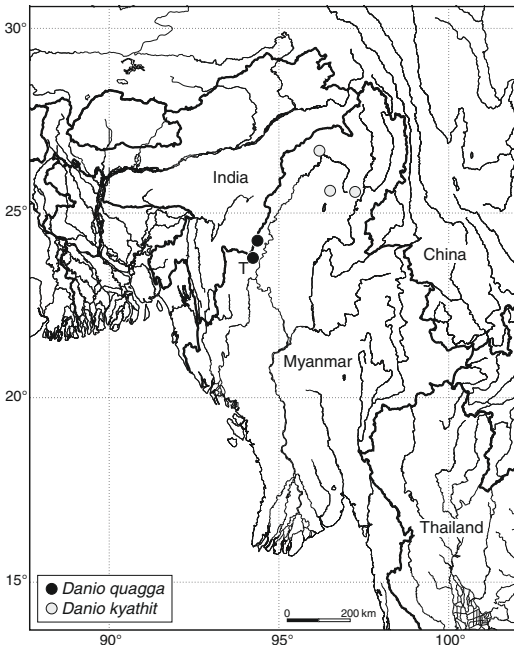 30°
India
25°
China
T
Myanmar
20°
Thailand
15°
Danio quagga
Danio kyathit
0 200 km
90° 95° 100°